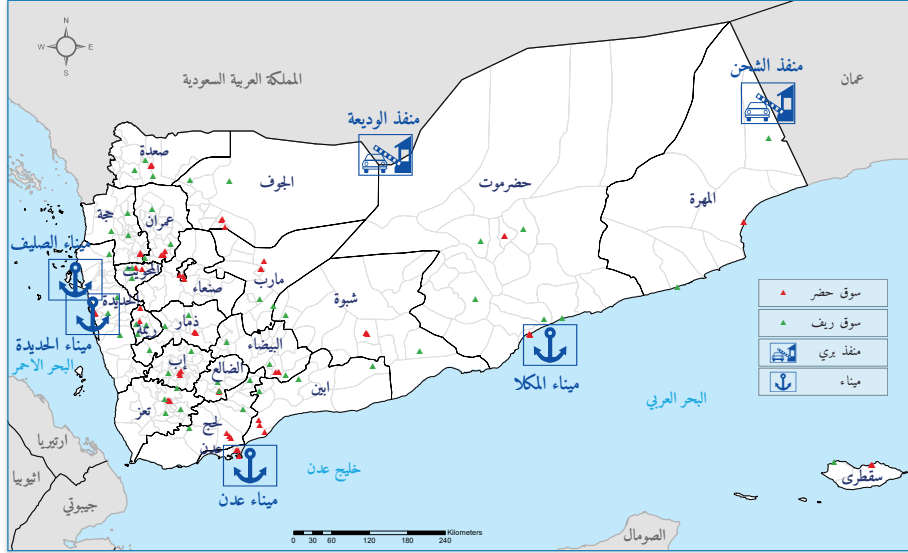 N
W E
S
المملكة العربية السعودية
عمان
منفذ الشحن
منفذ الوديعة
صعدة
الجوف
حضرموت
المهرة
حجة
عمران
ميناء الصليف
المحويت
صنعاء
مارب
شبوة
الحديدة
ريمة
ذمار
ميناء الحديدة
البحر الاحمر
البيضاء
إب
الضالع
ابين
تعز
لحج
عدن
ميناء عدن
خليج عدن
ميناء المكلا
البحر العربي
سقطرى
ارتيريا
اثيوبيا
جيبوتي
الصومال
سوق حضر
سوق ريف
منفذ بري
ميناء
Kilometers
0 30 60 120 180 240